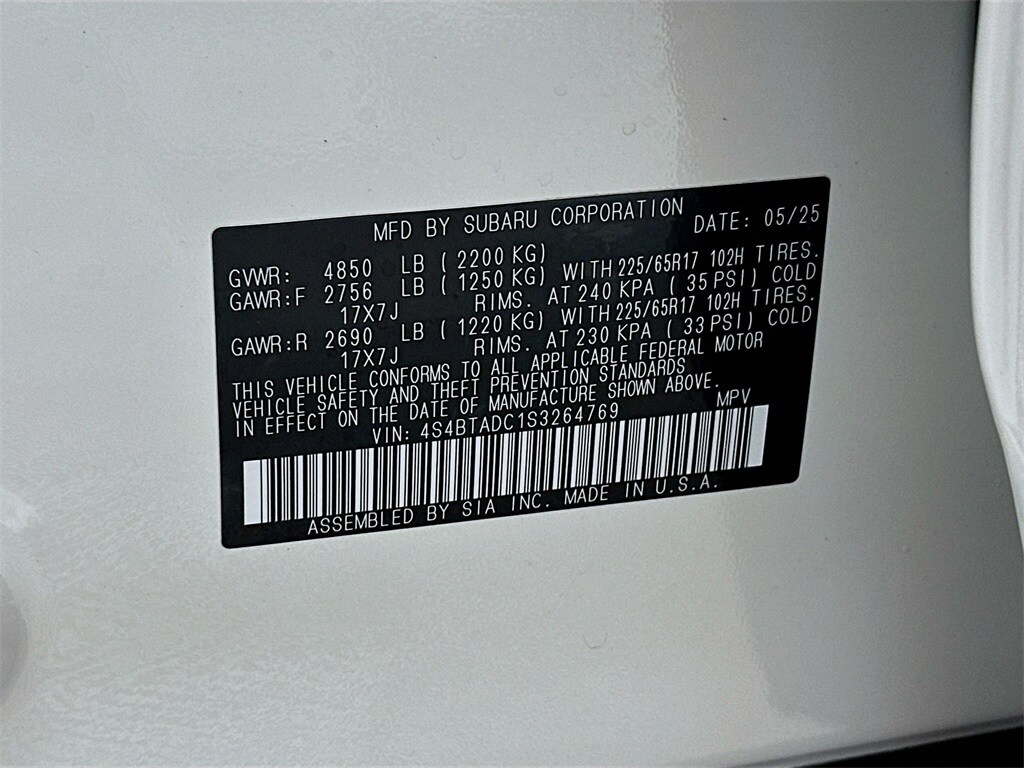 MFD BY SUBARU CORPORATION DATE: 05/25
GVWR: 4850 LB ( 2200 KG)
GAWR:F 2756 LB ( 1250 KG) WITH 225/65R17 102H TIRES.
17X7J RIMS. AT 240 KPA ( 35 PSI) COLD
GAWR:R 2690 LB ( 1220 KG) WITH 225/65R17 102H TIRES.
17X7J RIMS. AT 230 KPA ( 33 PSI) COLD
THIS VEHICLE CONFORMS TO ALL APPLICABLE FEDERAL MOTOR
VEHICLE SAFETY AND THEFT PREVENTION STANDARDS
IN EFFECT ON THE DATE OF MANUFACTURE SHOWN ABOVE.
VIN: 4S4BTADC1S3264769 MPV
ASSEMBLED BY SIA INC. MADE IN U.S.A.